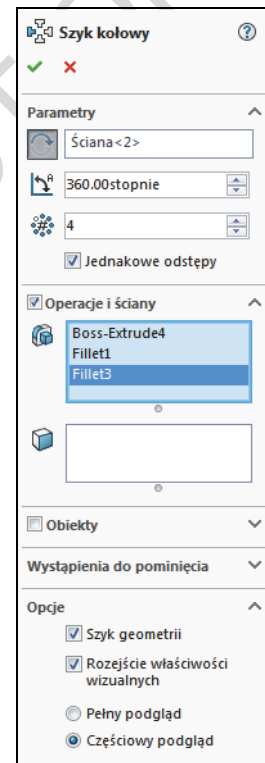 Szyk kołowy
Parametry
Ściana<2>
360.00stopnie
4
Jednakowe odstępy
Operacje i ściany
Boss-Extrude4
Fillet1
Fillet3
Obiekty
Wystąpienia do pominięcia
Opcje
Szyk geometrii
Rozejście właściwości
wizualnych
Pełny podgląd
Częściowy podgląd